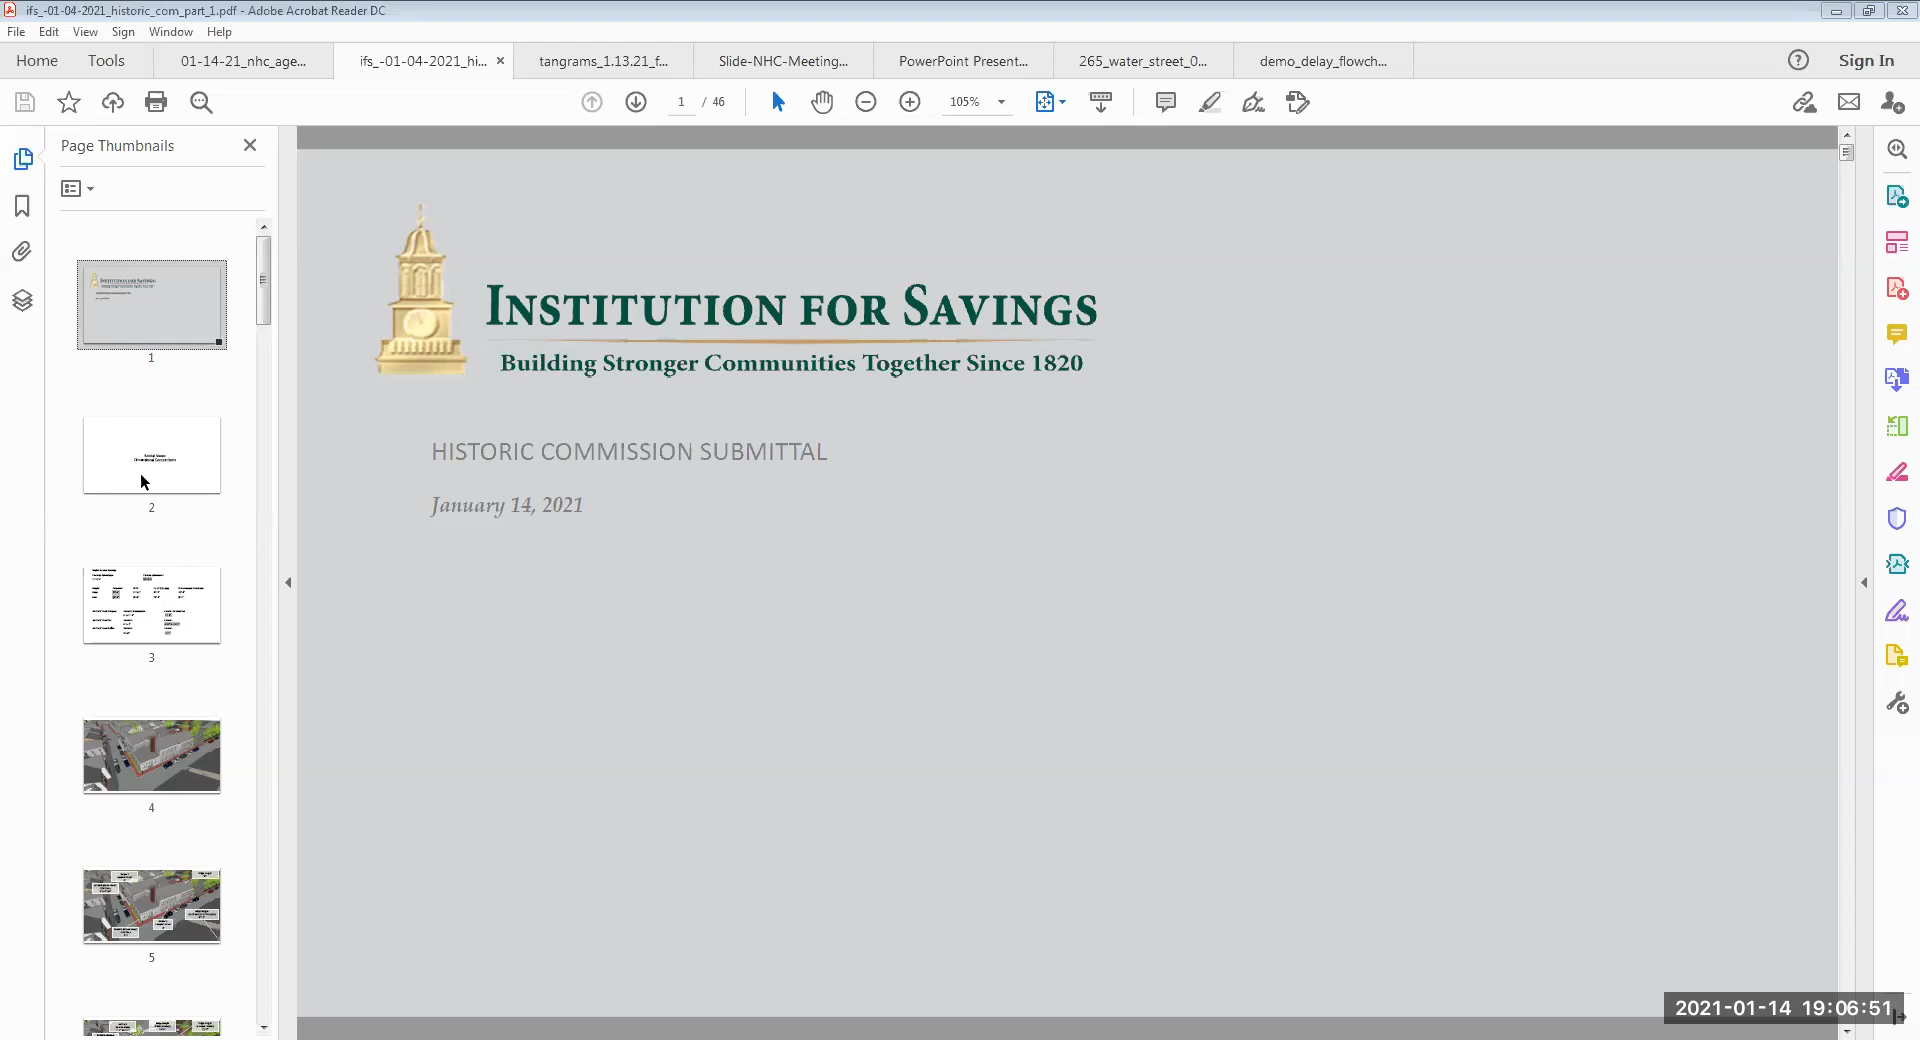 ifs_-01-04-2021_historic_com_part_1.pdf - Adobe Acrobat Reader DC
File Edit View Sign Window Help
Home Tools 01-14-21_nhc_age... ifs_-01-04-2021_hi... tangrams_1.13.21_f... Slide-NHC-Meeting... PowerPoint Present... 265_water_street_0... demo_delay_flowch... Sign In
1 / 46 105%
Page Thumbnails
1
2
3
4
5
INSTITUTION FOR SAVINGS
Building Stronger Communities Together Since 1820
HISTORIC COMMISSION SUBMITTAL
January 14, 2021
2021-01-14 19:06:51